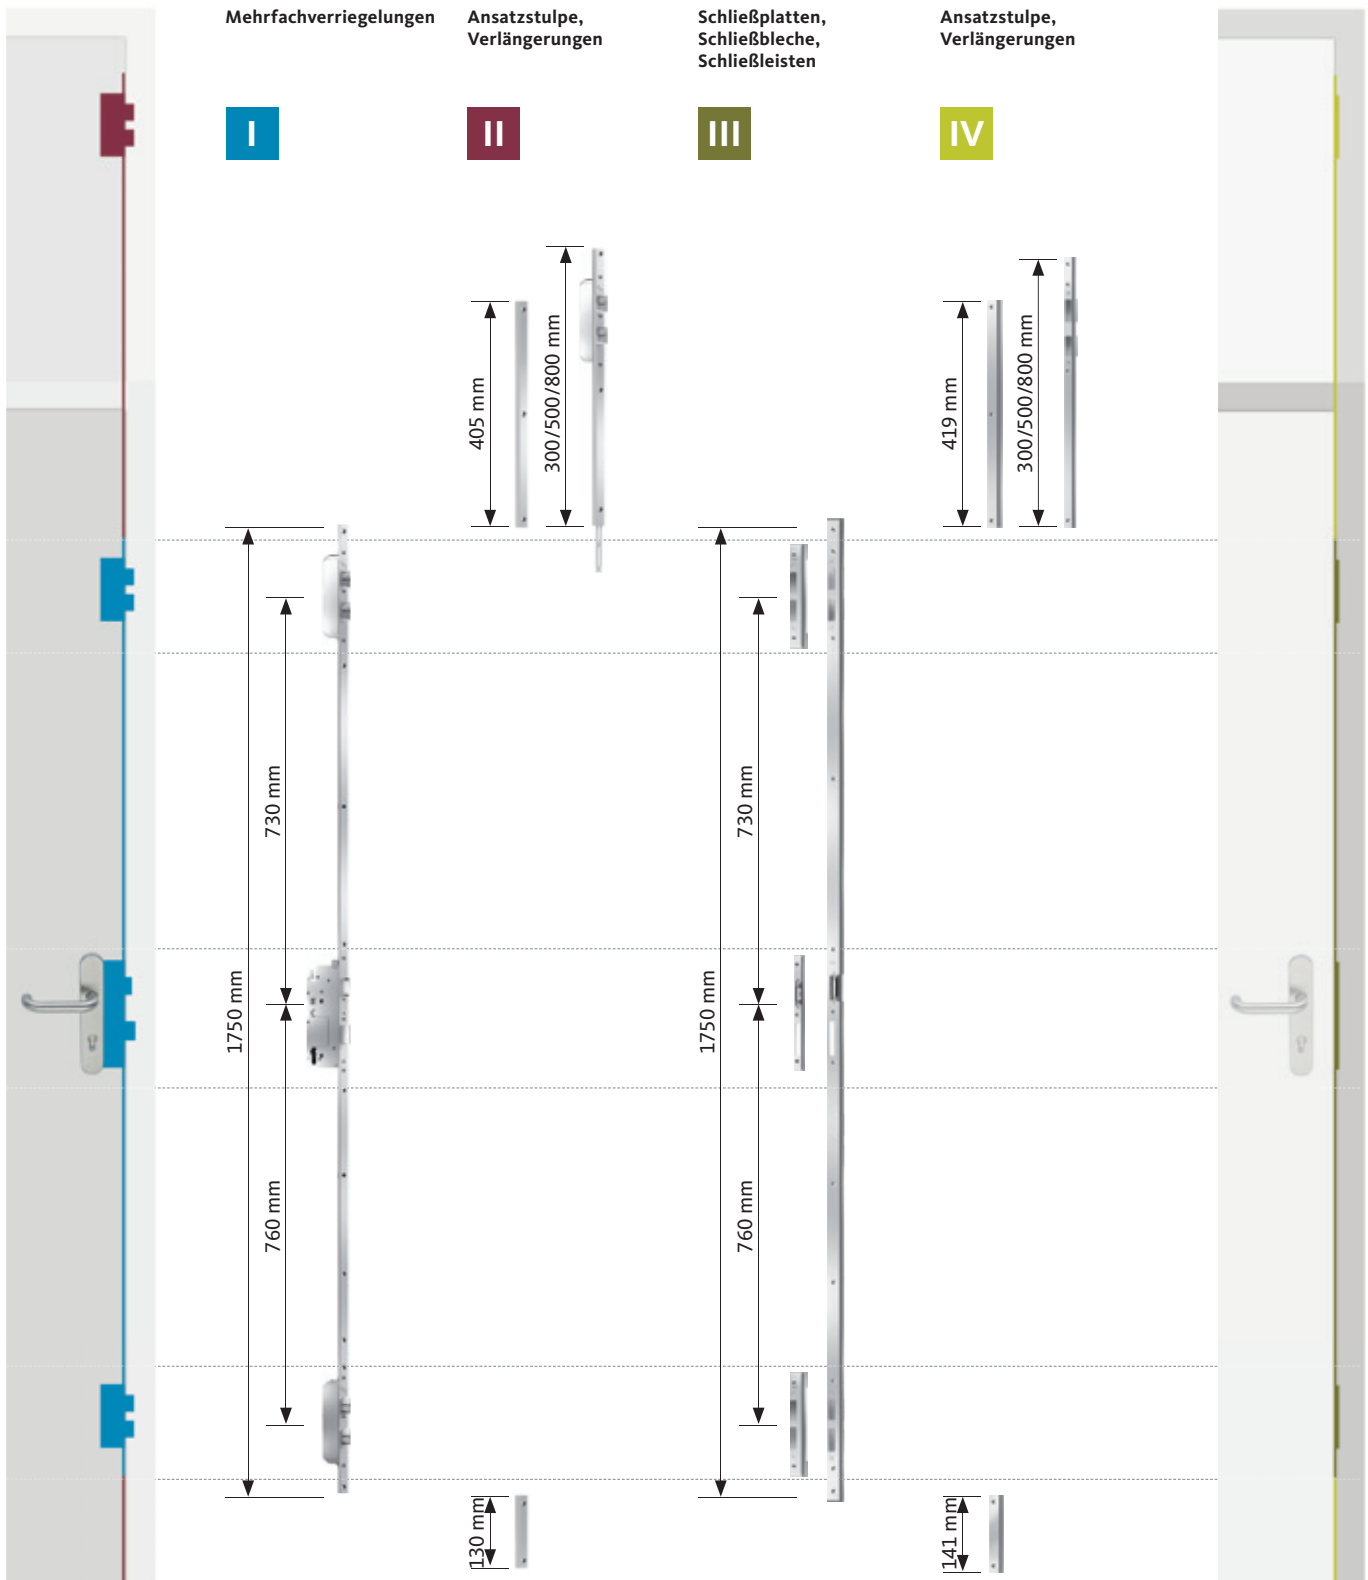 Mehrfachverriegelungen
Ansatzstulpe,
Verlängerungen
Schließplatten,
Schließbleche,
Schließleisten
Ansatzstulpe,
Verlängerungen
I
II
III
IV
405 mm
300/500/800 mm
419 mm
300/500/800 mm
730 mm
730 mm
1750 mm
1750 mm
760 mm
760 mm
130 mm
141 mm